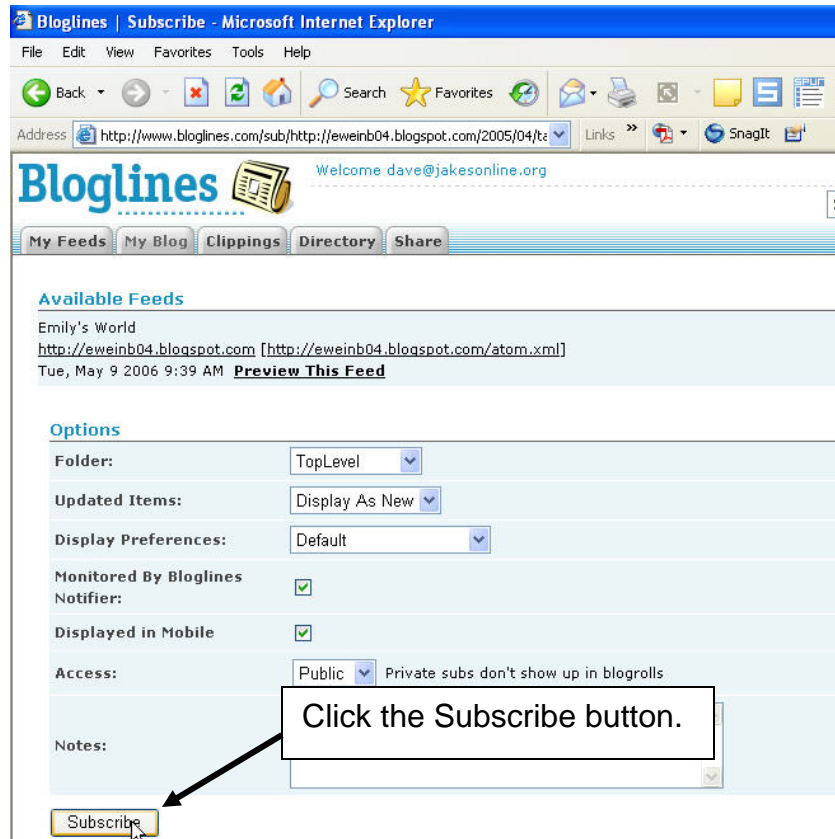 Bloglines | Subscribe - Microsoft Internet Explorer
File Edit View Favorites Tools Help
Back Search Favorites
Address http://www.bloglines.com/sub/http://eweinb04.blogspot.com/2005/04/ta Links » SnagIt
Bloglines Welcome dave@jakesonline.org
My Feeds My Blog Clippings Directory Share
Available Feeds
Emily's World
http://eweinb04.blogspot.com [http://eweinb04.blogspot.com/atom.xml]
Tue, May 9 2006 9:39 AM Preview This Feed
Options
Folder: TopLevel
Updated Items: Display As New
Display Preferences: Default
Monitored By Bloglines
Notifier:
Displayed in Mobile
Access: Public Private subs don't show up in blogrolls
Click the Subscribe button.
Notes:
Subscribe